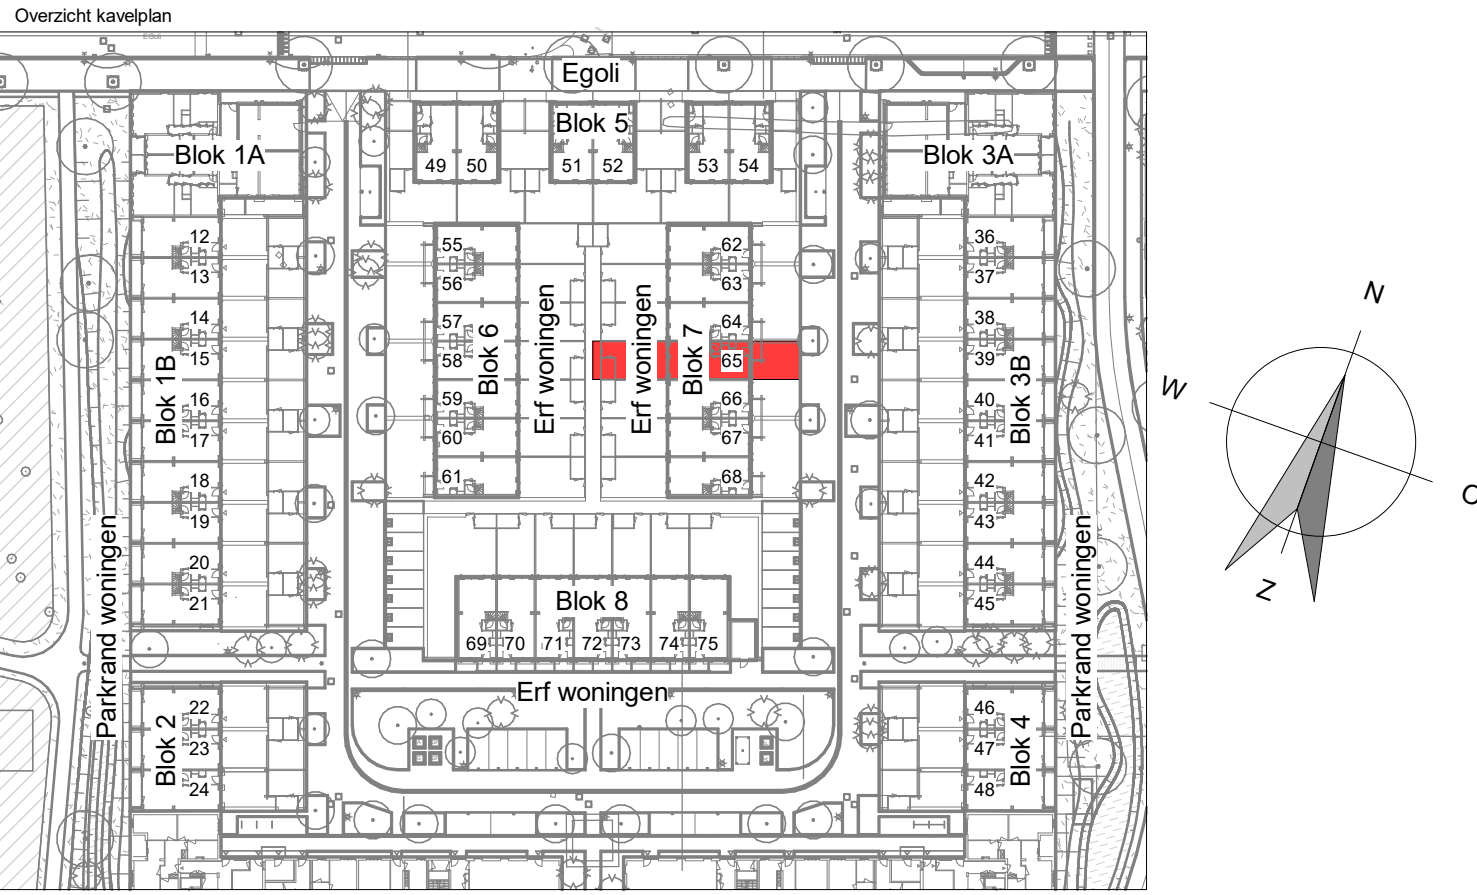 Overzicht kavelplan
Egoli
Egoli
Blok 5
Blok 1A
Blok 3A
49 50 51 52 53 54
12
13
14
15
16
17
18
19
20
21
Blok 1B
Parkrand woningen
22
23
24
Blok 2
55
56
57
58
59
60
61
Blok 6
Erf woningen
Erf woningen
Blok 7
62
63
64
65
66
67
68
36
37
38
39
40
41
42
43
44
45
Blok 3B
Parkrand woningen
46
47
48
Blok 4
Blok 8
69 70 71 72 73 74 75
Erf woningen
N
W
O
Z